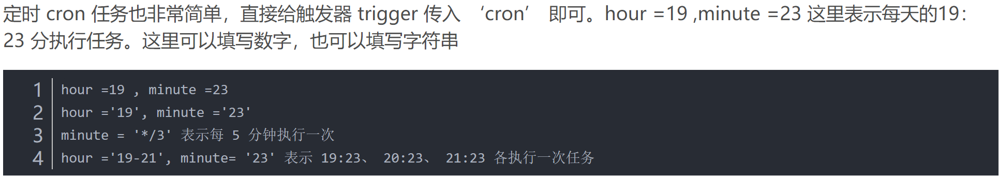 定时 cron 任务也非常简单，直接给触发器 trigger 传入 ‘cron’ 即可。hour =19 ,minute =23 这里表示每天的19：
23 分执行任务。这里可以填写数字，也可以填写字符串
1 hour =19 , minute =23
2 hour ='19', minute ='23'
3 minute = '*/3' 表示每 5 分钟执行一次
4 hour ='19-21', minute= '23' 表示 19:23、 20:23、 21:23 各执行一次任务